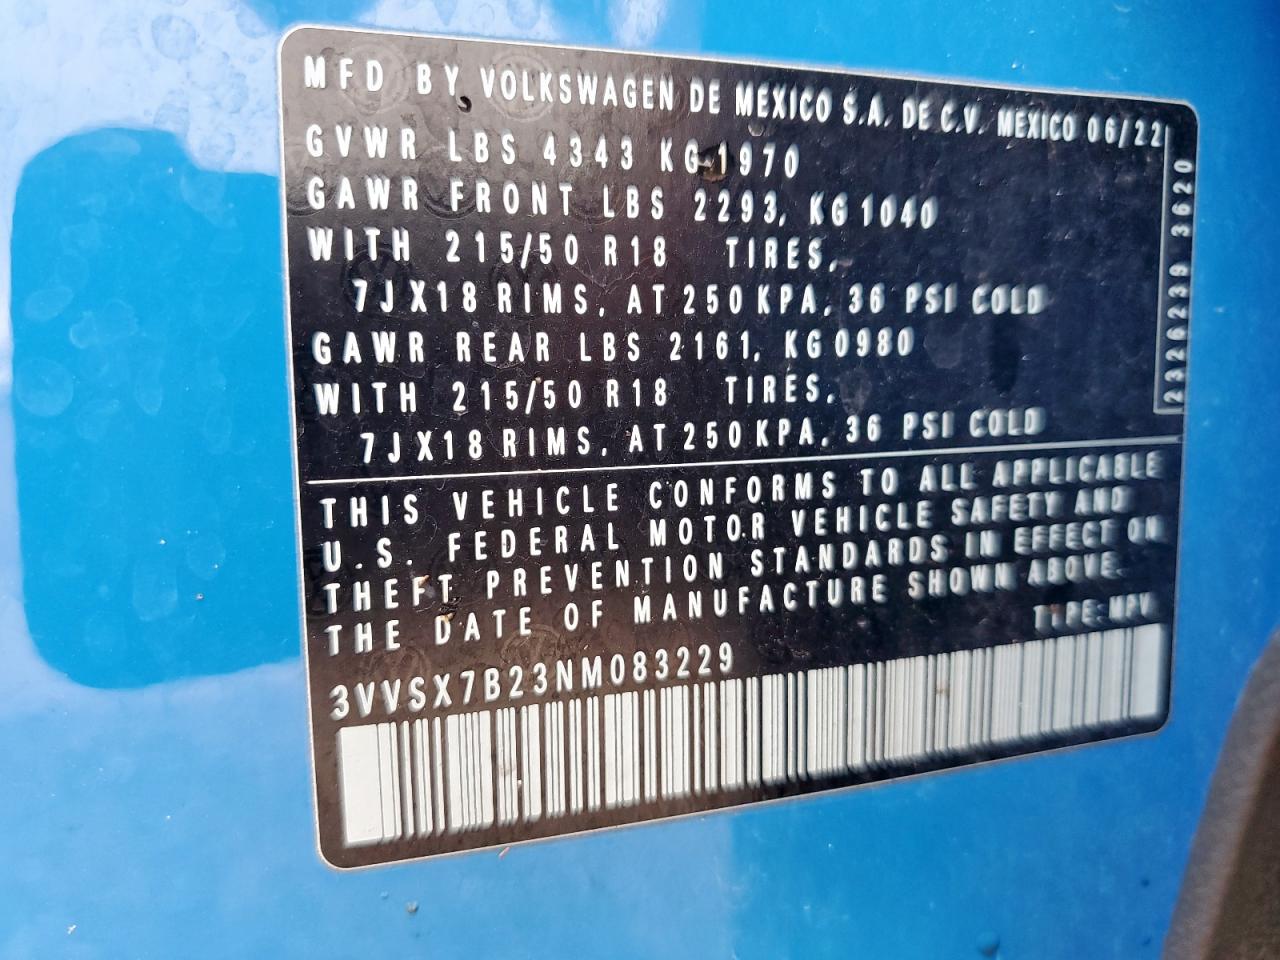 MFD BY VOLKSWAGEN DE MEXICO S.A. DE C.V. MEXICO 06/22
GVWR LBS 4343 KG 1970
GAWR FRONT LBS 2293, KG 1040
WITH 215/50 R18 TIRES,
7JX18 RIMS, AT 250 KPA, 36 PSI COLD
GAWR REAR LBS 2161, KG 0980
WITH 215/50 R18 TIRES,
7JX18 RIMS, AT 250 KPA, 36 PSI COLD
2326239 3620
THIS VEHICLE CONFORMS TO ALL APPLICABLE
U.S. FEDERAL MOTOR VEHICLE SAFETY AND
THEFT PREVENTION STANDARDS IN EFFECT ON
THE DATE OF MANUFACTURE SHOWN ABOVE.
TYPE:MPV
3VVSX7B23NM083229